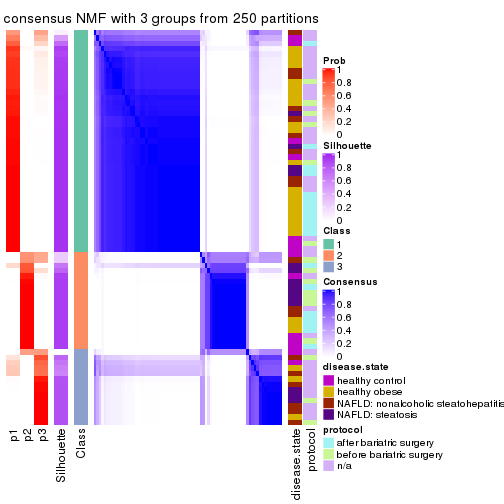 consensus NMF with 3 groups from 250 partitions
Prob
1
0.8
0.6
0.4
0.2
0
Silhouette
1
0.8
0.6
0.4
0.2
0
Class
1
2
3
Consensus
1
0.8
0.6
0.4
0.2
0
disease.state
healthy control
healthy obese
NAFLD: nonalcoholic steatohepatitis
NAFLD: steatosis
protocol
after bariatric surgery
before bariatric surgery
n/a
p1
p2
p3
Silhouette
Class
disease.state
protocol